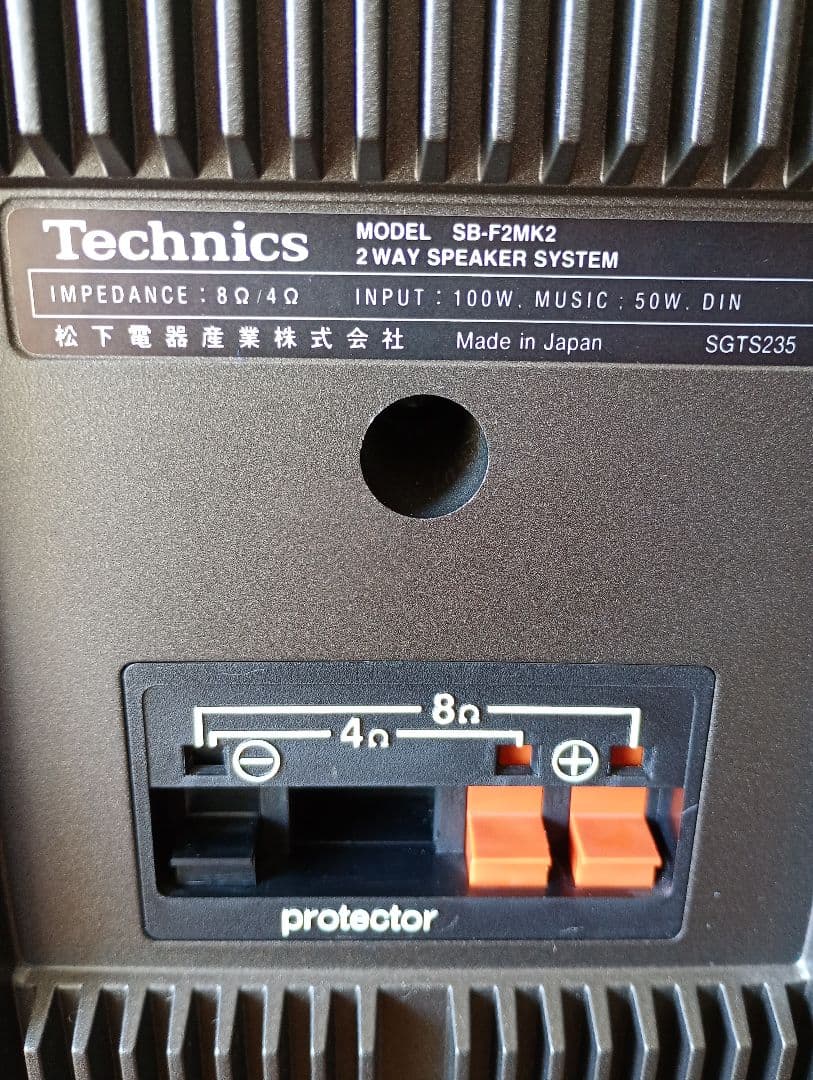 Technics
MODEL SB-F2MK2
2 WAY SPEAKER SYSTEM
IMPEDANCE : 8Ω/4Ω INPUT : 100W. MUSIC : 50W. DIN
松下電器産業株式会社 Made in Japan SGTS235
8Ω
4Ω
⊖ ⊕
protector